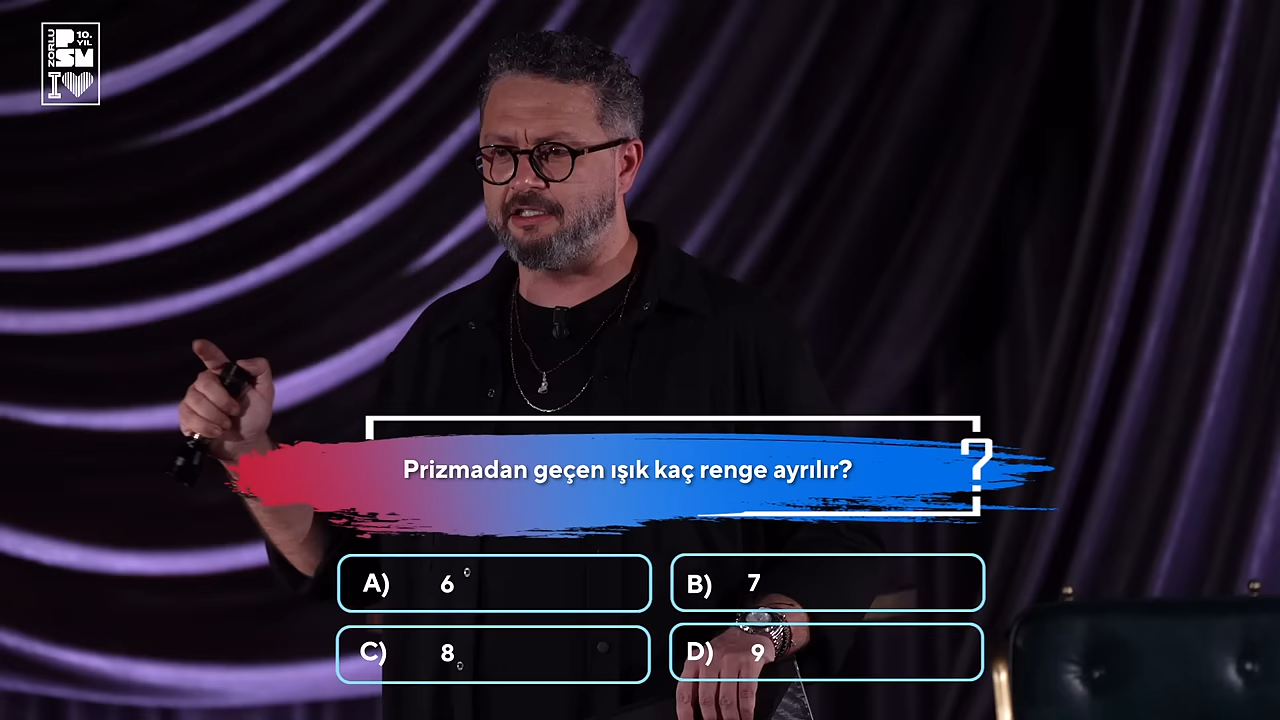 ZORLU
PSM
10.
YIL
I
Prizmadan geçen ışık kaç renge ayrılır?
?
A) 6
B) 7
C) 8
D) 9